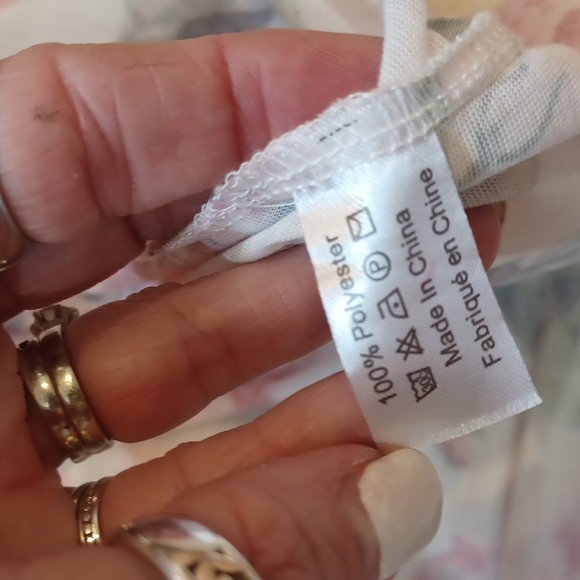 100% Polyester
P
Made In China
Fabriqué en Chine